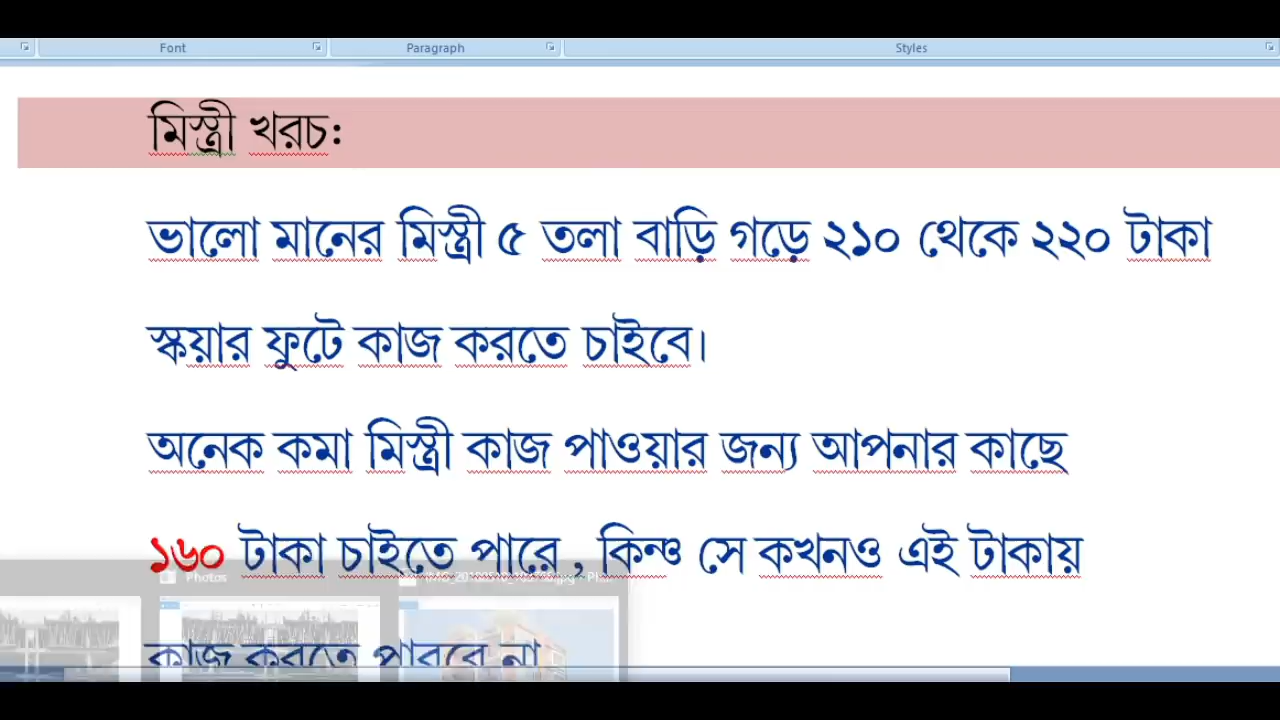 Font Paragraph Styles
মিস্ত্রী খরচ:
ভালো মানের মিস্ত্রী ৫ তলা বাড়ি গড়ে ২১০ থেকে ২২০ টাকা
স্কয়ার ফুটে কাজ করতে চাইবে।
অনেক কমা মিস্ত্রী কাজ পাওয়ার জন্য আপনার কাছে
১৬০ টাকা চাইতে পারে , কিন্তু সে কখনও এই টাকায়
Photos
কাজ করতে পারবে না